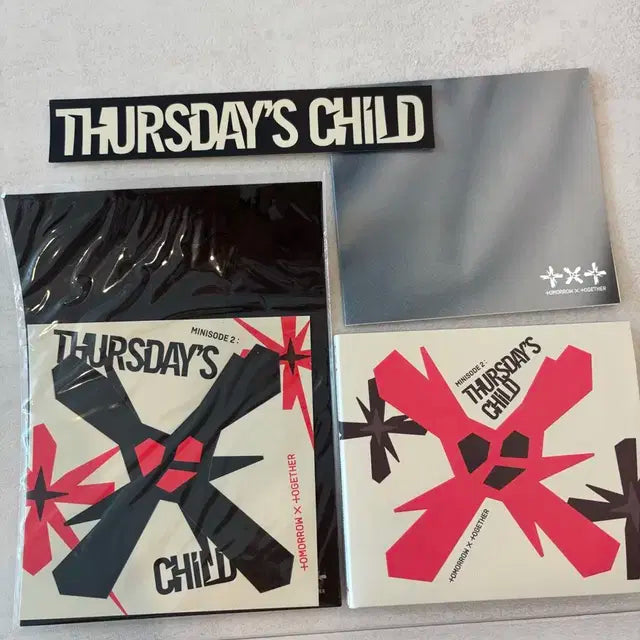 THURSDAY'S CHILD
TOMORROW X TOGETHER
MINISODE 2:
THURSDAY'S
CHILD
TOMORROW X TOGETHER
MINISODE 2:
THURSDAY'S
CHILD
TOMORROW X TOGETHER